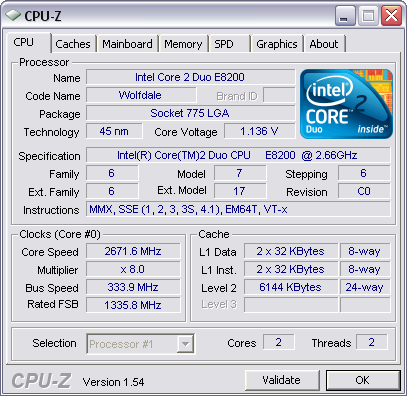 CPU-Z
CPU Caches Mainboard Memory SPD Graphics About
Processor
Name Intel Core 2 Duo E8200
Code Name Wolfdale Brand ID
Package Socket 775 LGA
Technology 45 nm Core Voltage 1.136 V
intel CORE 2 Duo inside™
Specification Intel(R) Core(TM)2 Duo CPU E8200 @ 2.66GHz
Family 6 Model 7 Stepping 6
Ext. Family 6 Ext. Model 17 Revision C0
Instructions MMX, SSE (1, 2, 3, 3S, 4.1), EM64T, VT-x
Clocks (Core #0)
Core Speed 2671.6 MHz
Multiplier x 8.0
Bus Speed 333.9 MHz
Rated FSB 1335.8 MHz
Cache
L1 Data 2 x 32 KBytes 8-way
L1 Inst. 2 x 32 KBytes 8-way
Level 2 6144 KBytes 24-way
Level 3
Selection Processor #1 Cores 2 Threads 2
CPU-Z Version 1.54 Validate OK